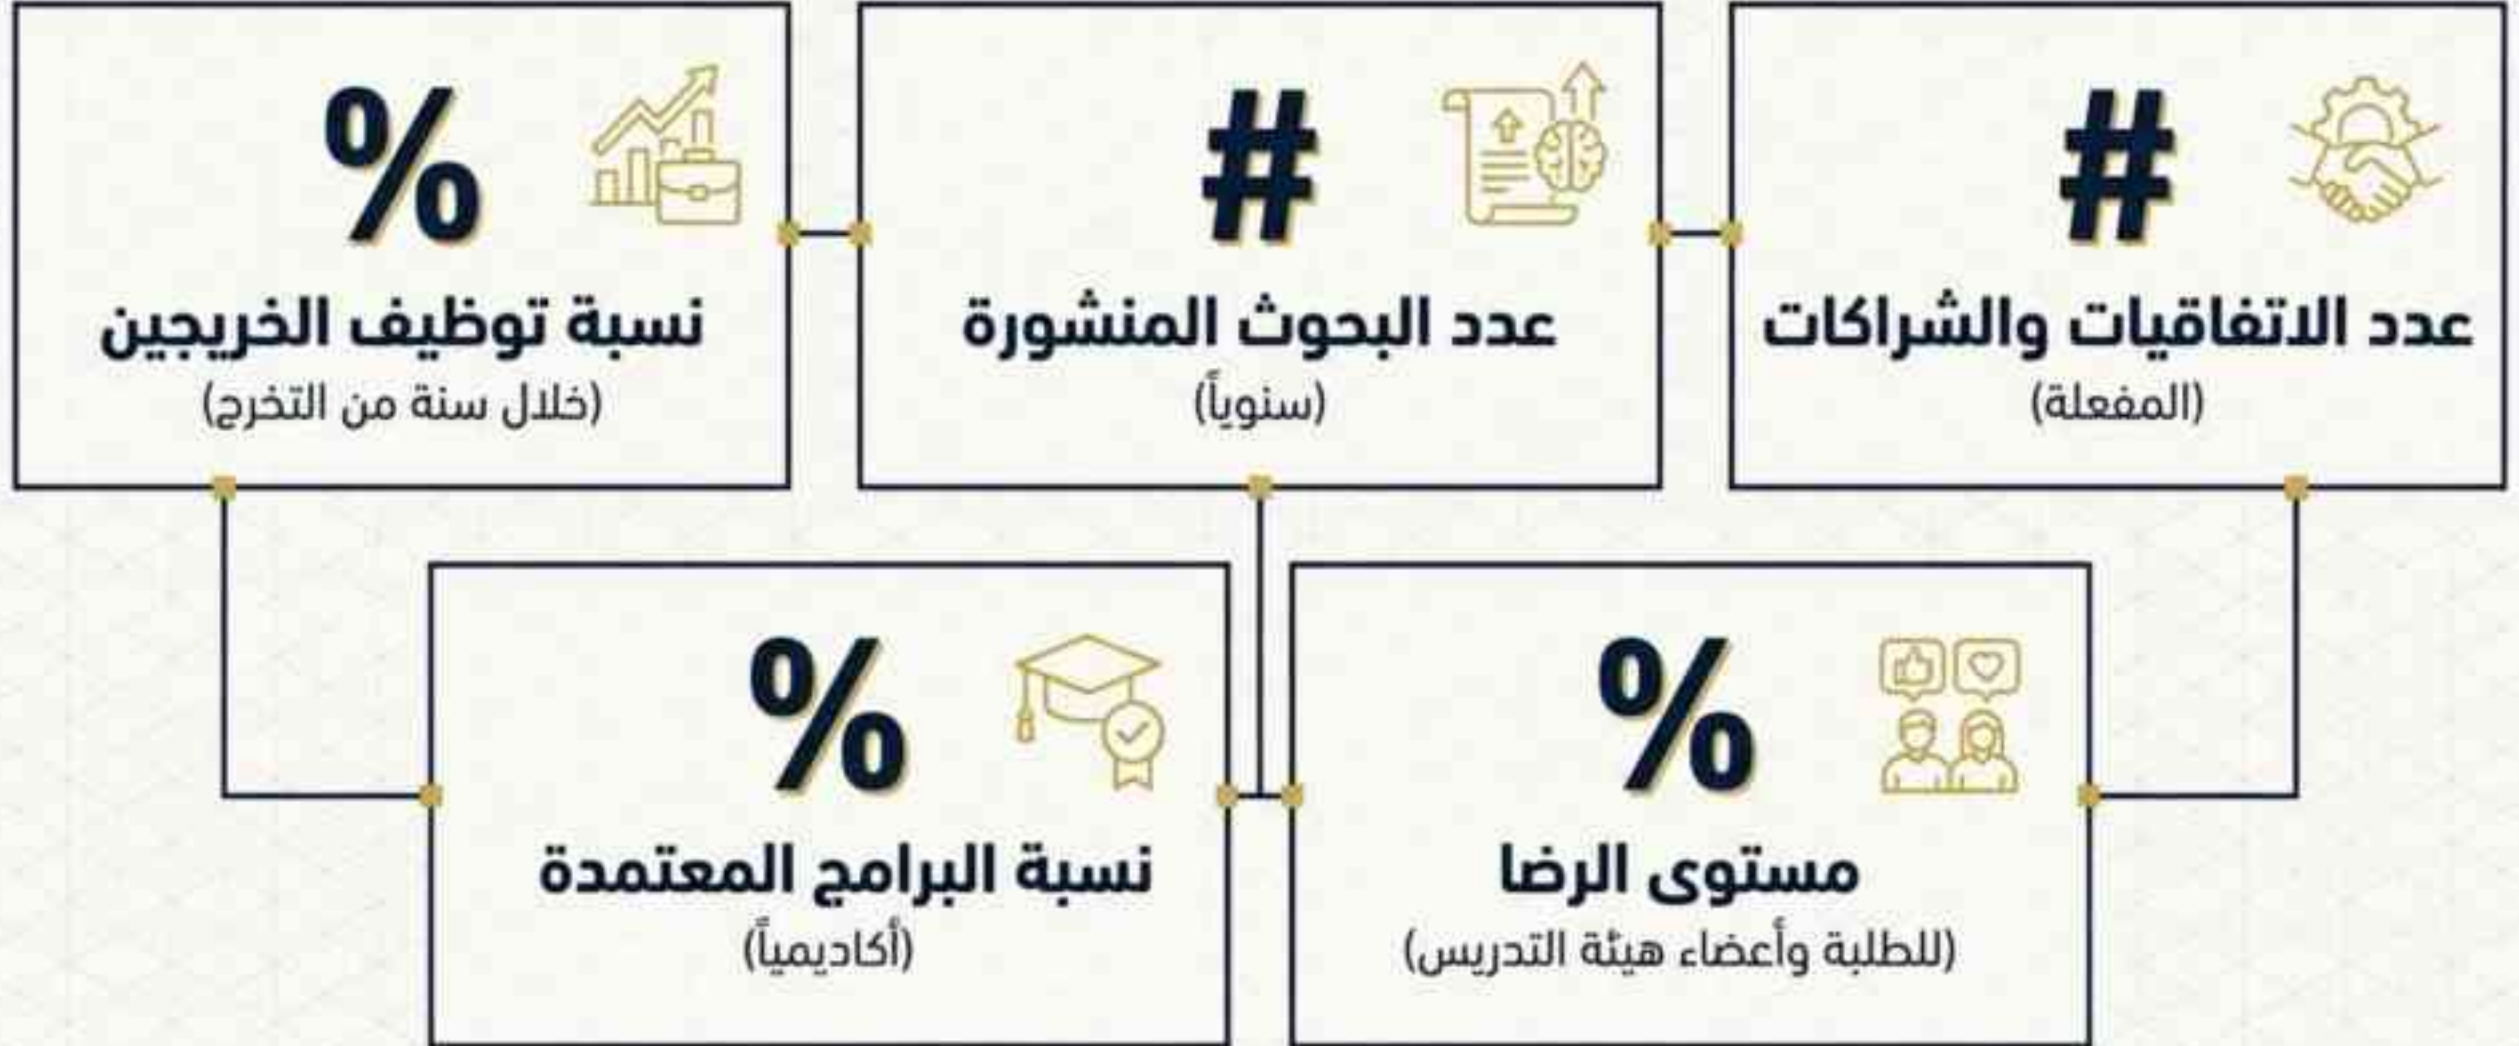 #
عدد الاتفاقيات والشراكات
(المفعلة)
#
عدد البحوث المنشورة
(سنوياً)
%
نسبة توظيف الخريجين
(خلال سنة من التخرج)
%
مستوى الرضا
(للطلبة وأعضاء هيئة التدريس)
%
نسبة البرامج المعتمدة
(أكاديمياً)